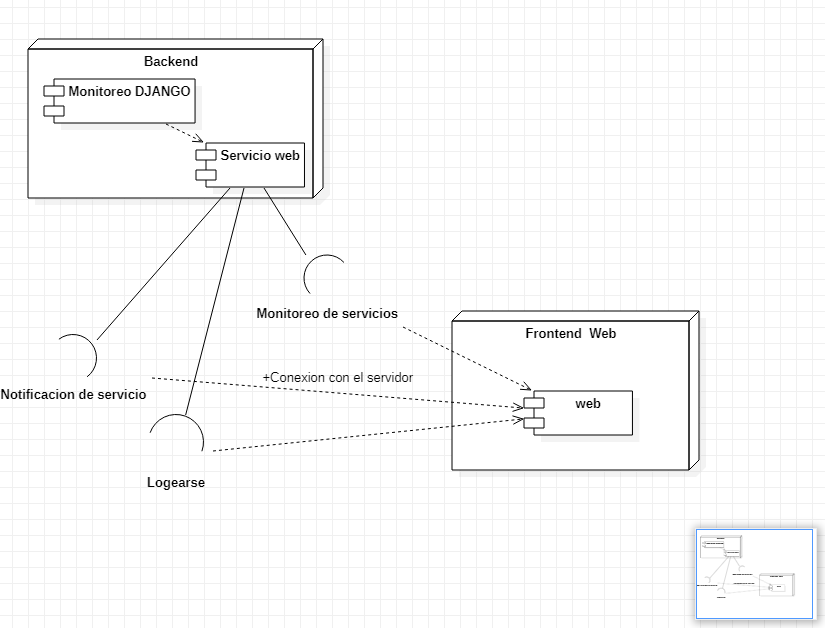 Backend
Monitoreo DJANGO
Servicio web
Monitoreo de servicios
Frontend Web
+Conexion con el servidor
Notificacion de servicio
web
Logearse